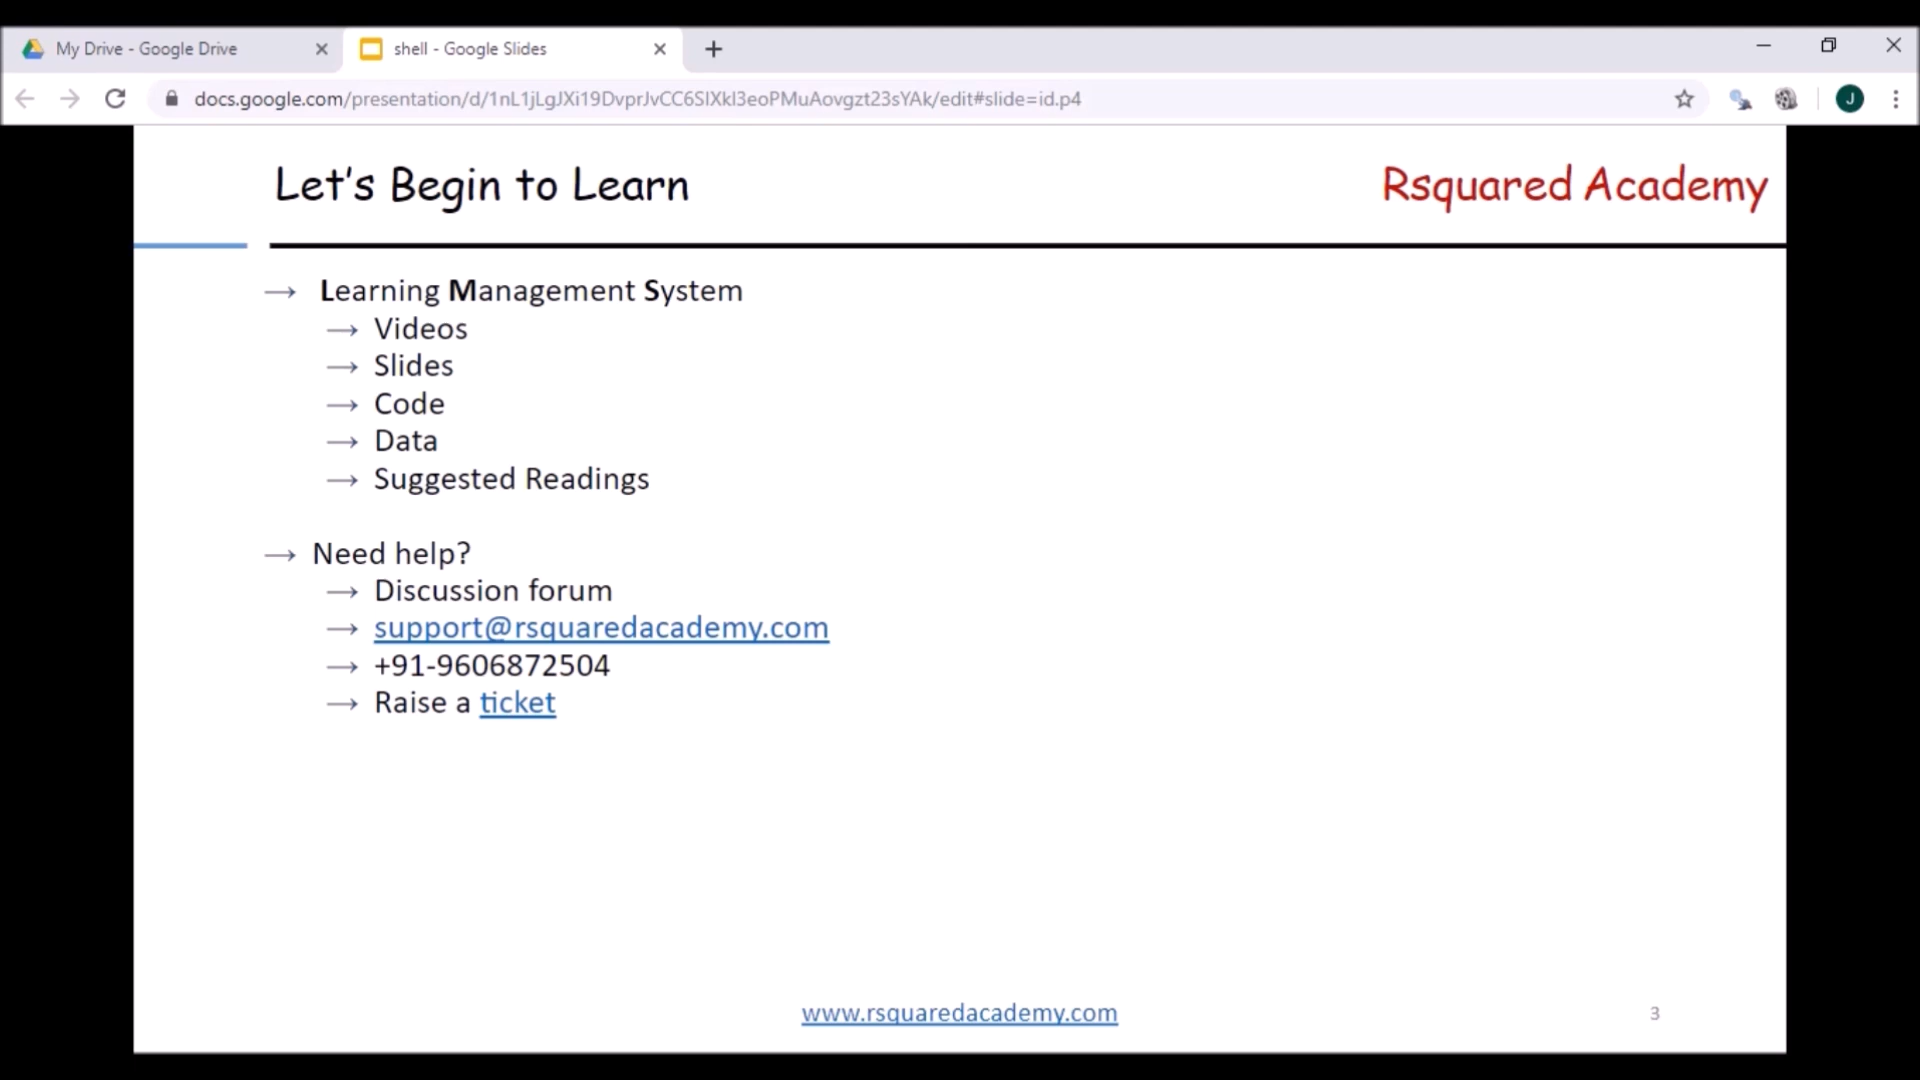 My Drive - Google Drive
shell - Google Slides
docs.google.com/presentation/d/1nL1jLgJXi19DvprJvCC6SIXkl3eoPMuAovgzt23sYAk/edit#slide=id.p4
J
Let's Begin to Learn
Rsquared Academy
→ Learning Management System
→ Videos
→ Slides
→ Code
→ Data
→ Suggested Readings
→ Need help?
→ Discussion forum
→ support@rsquaredacademy.com
→ +91-9606872504
→ Raise a ticket
www.rsquaredacademy.com
3